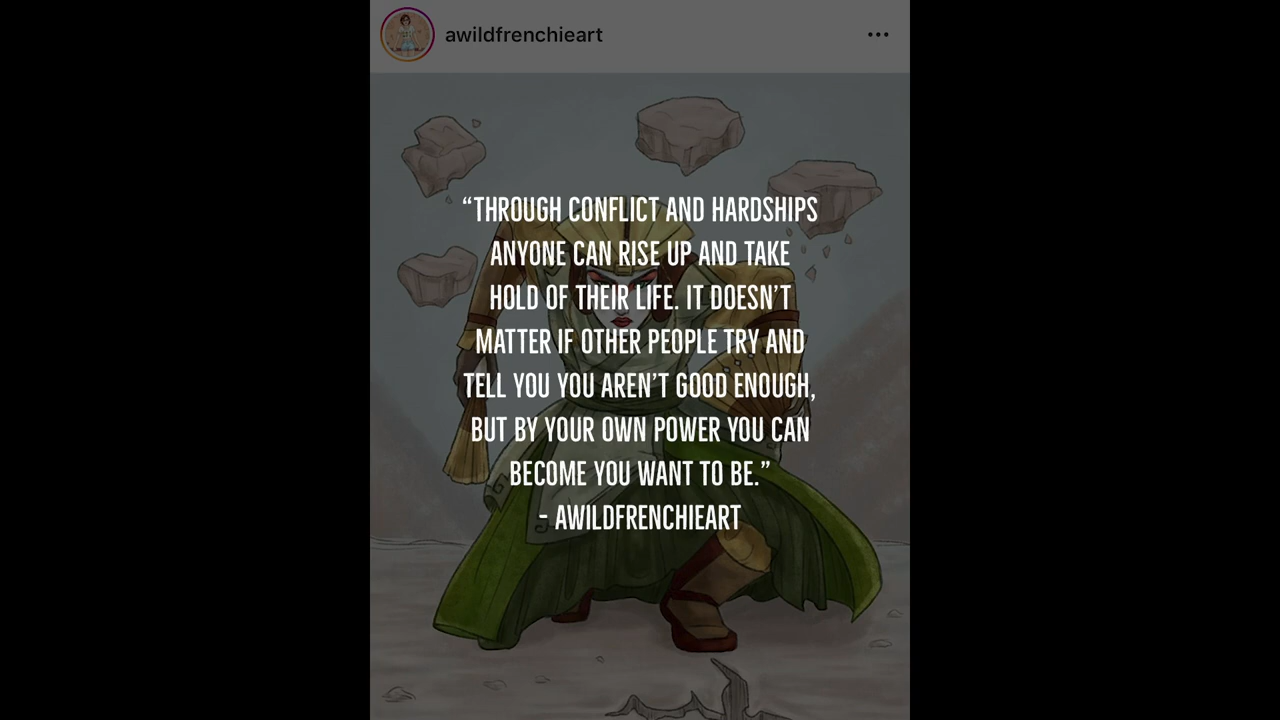 awildfrenchieart
“THROUGH CONFLICT AND HARDSHIPS
ANYONE CAN RISE UP AND TAKE
HOLD OF THEIR LIFE. IT DOESN’T
MATTER IF OTHER PEOPLE TRY AND
TELL YOU YOU AREN’T GOOD ENOUGH,
BUT BY YOUR OWN POWER YOU CAN
BECOME YOU WANT TO BE.”
- AWILDFRENCHIEART